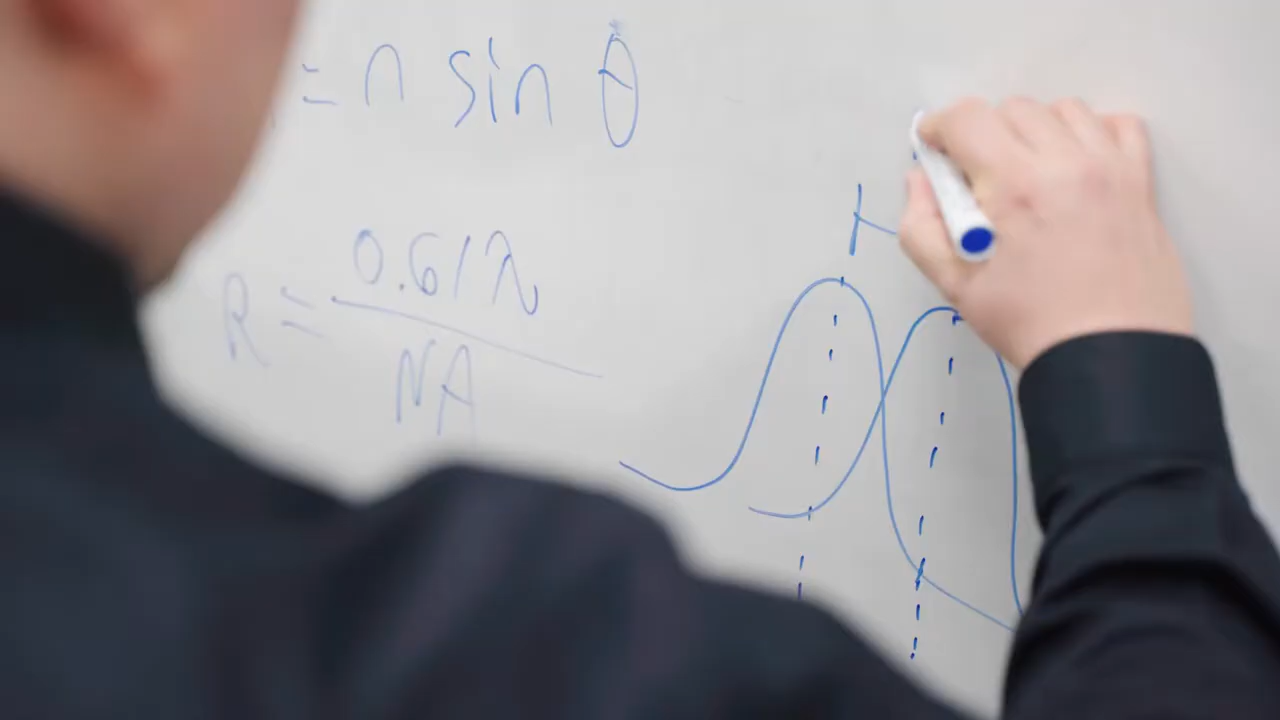 = n sin θ
R = 0.61λ
NA